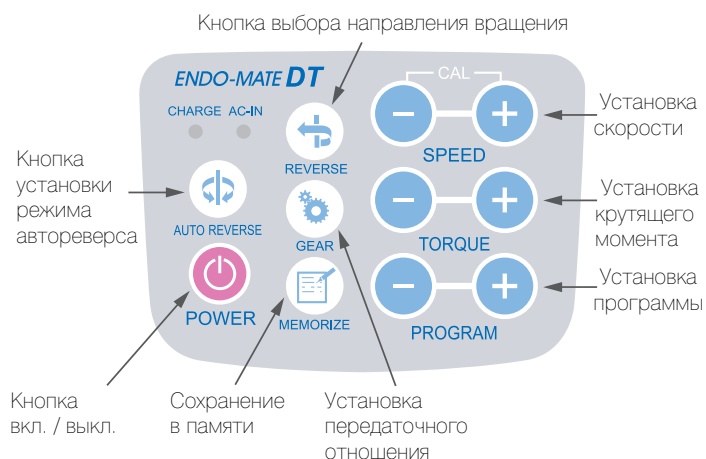 Кнопка выбора направления вращения
ENDO-MATE DT
CHARGE AC-IN
CAL
REVERSE
SPEED
Установка
скорости
Кнопка
установки
режима
автореверса
AUTO REVERSE
GEAR
TORQUE
Установка
крутящего
момента
POWER
MEMORIZE
PROGRAM
Установка
программы
Кнопка
вкл. / выкл.
Сохранение
в памяти
Установка
передаточного
отношения